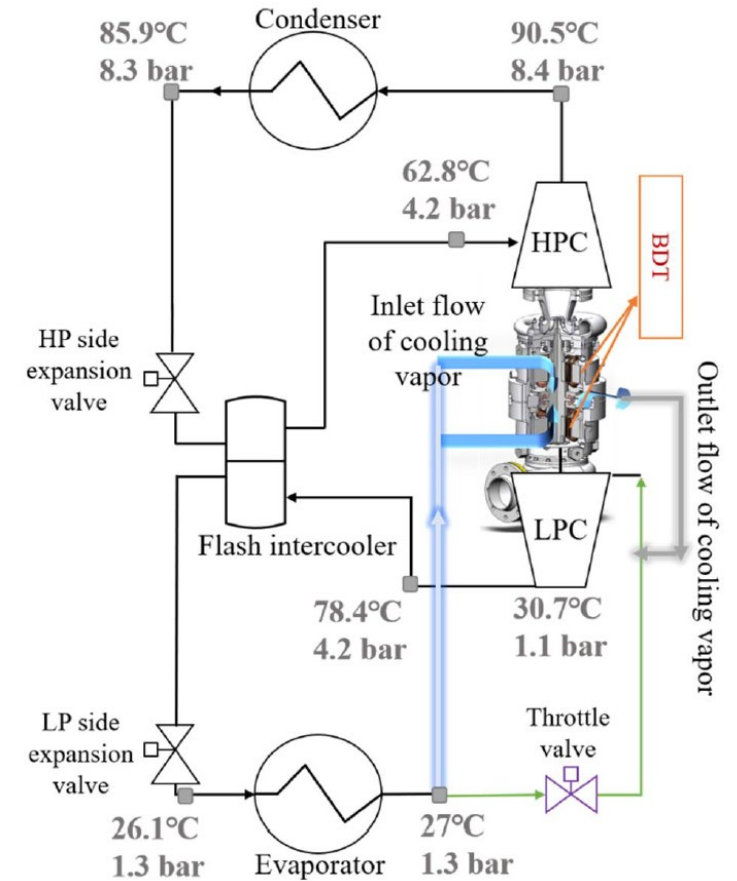 Condenser
85.9°C
8.3 bar
90.5°C
8.4 bar
62.8°C
4.2 bar
HPC
BDT
Inlet flow
of cooling
vapor
HP side
expansion
valve
Outlet flow of cooling vapor
Flash intercooler
LPC
78.4°C
4.2 bar
30.7°C
1.1 bar
LP side
expansion
valve
Throttle
valve
26.1°C
1.3 bar
Evaporator
27°C
1.3 bar